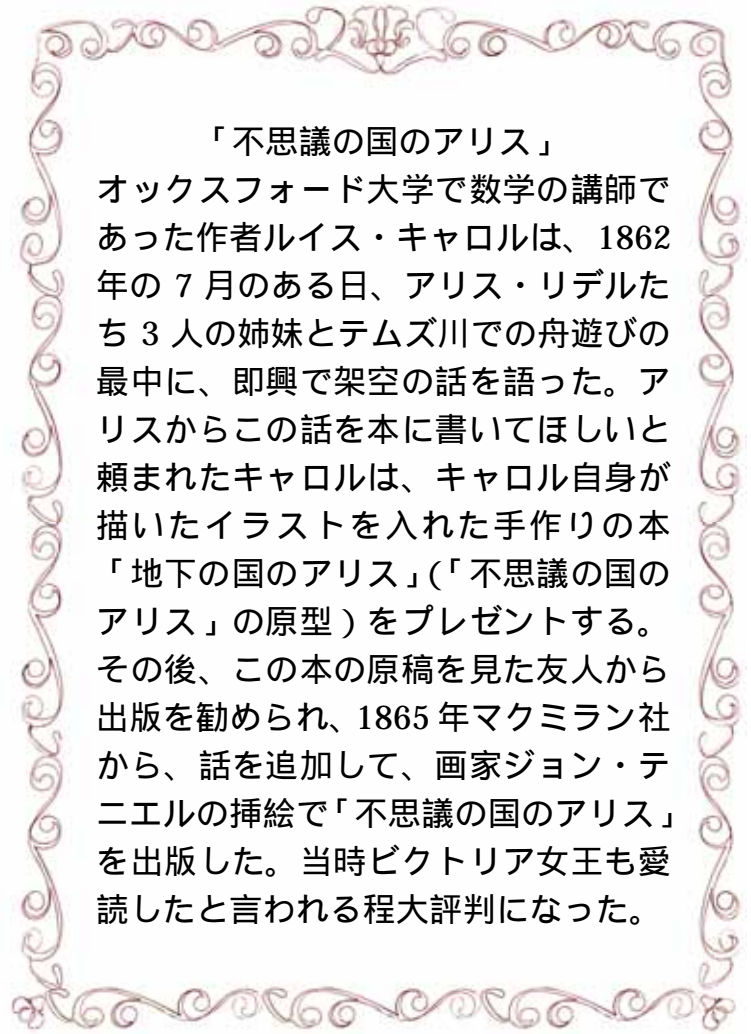 「不思議の国のアリス」
オックスフォード大学で数学の講師で
あった作者ルイス・キャロルは、1862
年の 7 月のある日、アリス・リデルた
ち 3 人の姉妹とテムズ川での舟遊びの
最中に、即興で架空の話を語った。ア
リスからこの話を本に書いてほしいと
頼まれたキャロルは、キャロル自身が
描いたイラストを入れた手作りの本
「地下の国のアリス」(「不思議の国の
アリス」の原型)をプレゼントする。
その後、この本の原稿を見た友人から
出版を勧められ、1865 年マクミラン社
から、話を追加して、画家ジョン・テ
ニエルの挿絵で「不思議の国のアリス」
を出版した。当時ビクトリア女王も愛
読したと言われる程大評判になった。